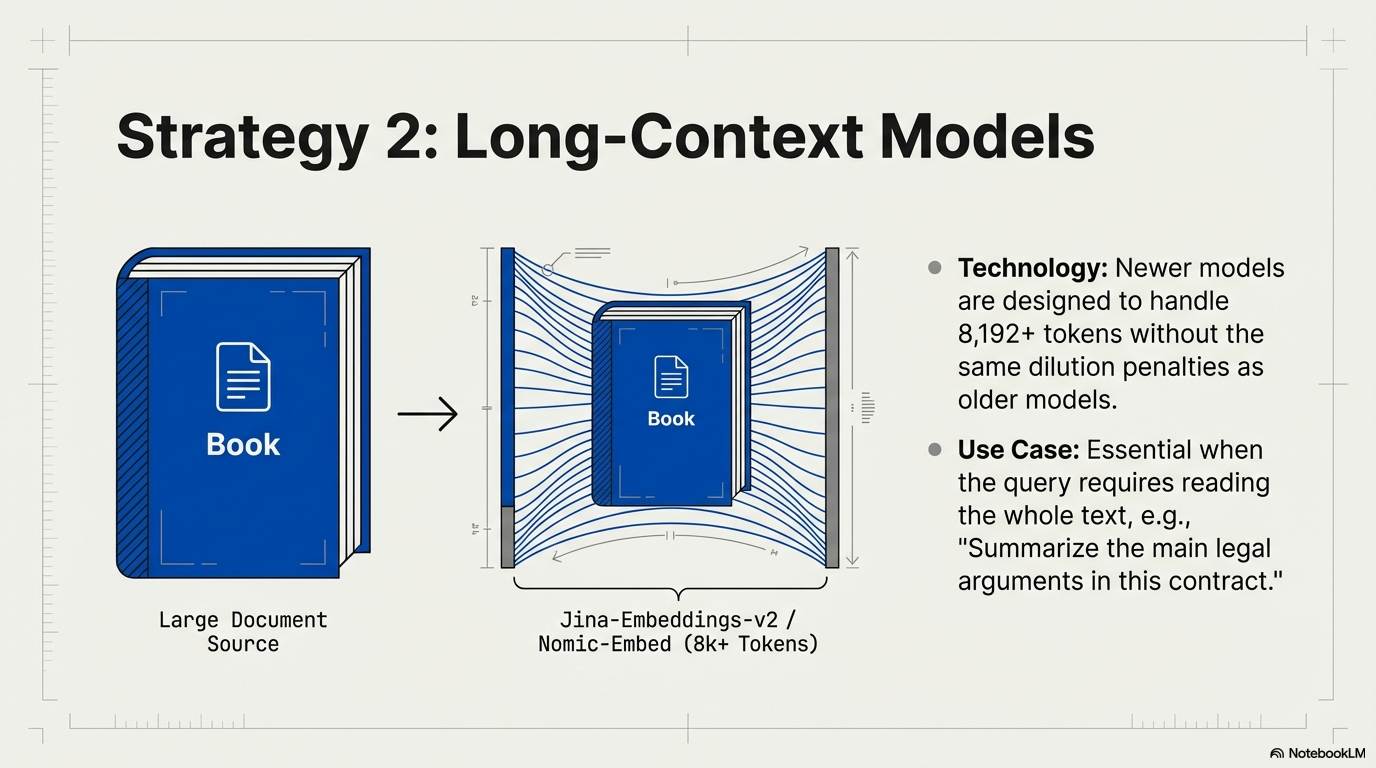 Strategy 2: Long-Context Models
Book
Large Document
Source
Book
Jina-Embeddings-v2 /
Nomic-Embed (8k+ Tokens)
Technology: Newer models
are designed to handle
8,192+ tokens without the
same dilution penalties as
older models.
Use Case: Essential when
the query requires reading
the whole text, e.g.,
"Summarize the main legal
arguments in this contract."
NotebookLM